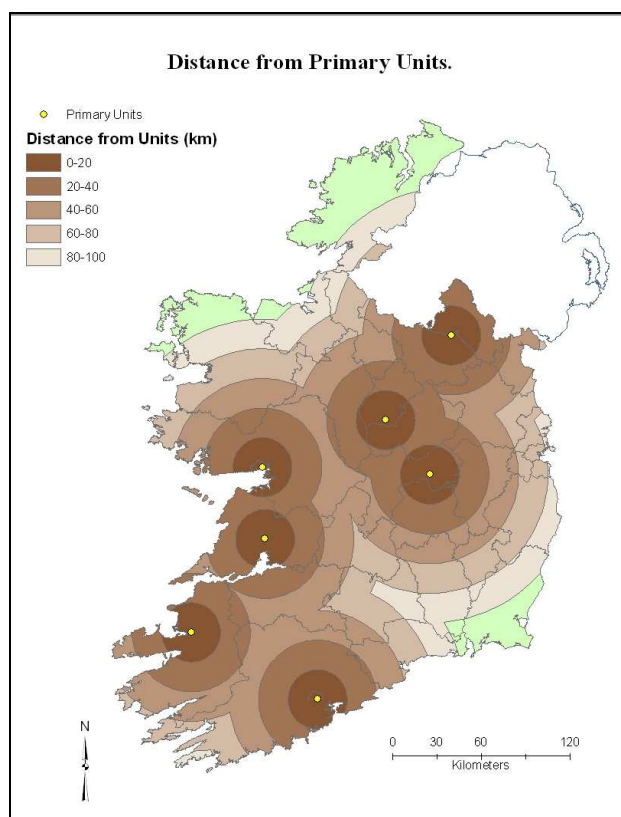 Distance from Primary Units.
Primary Units
Distance from Units (km)
0-20
20-40
40-60
60-80
80-100
N
0 30 60 120
Kilometers